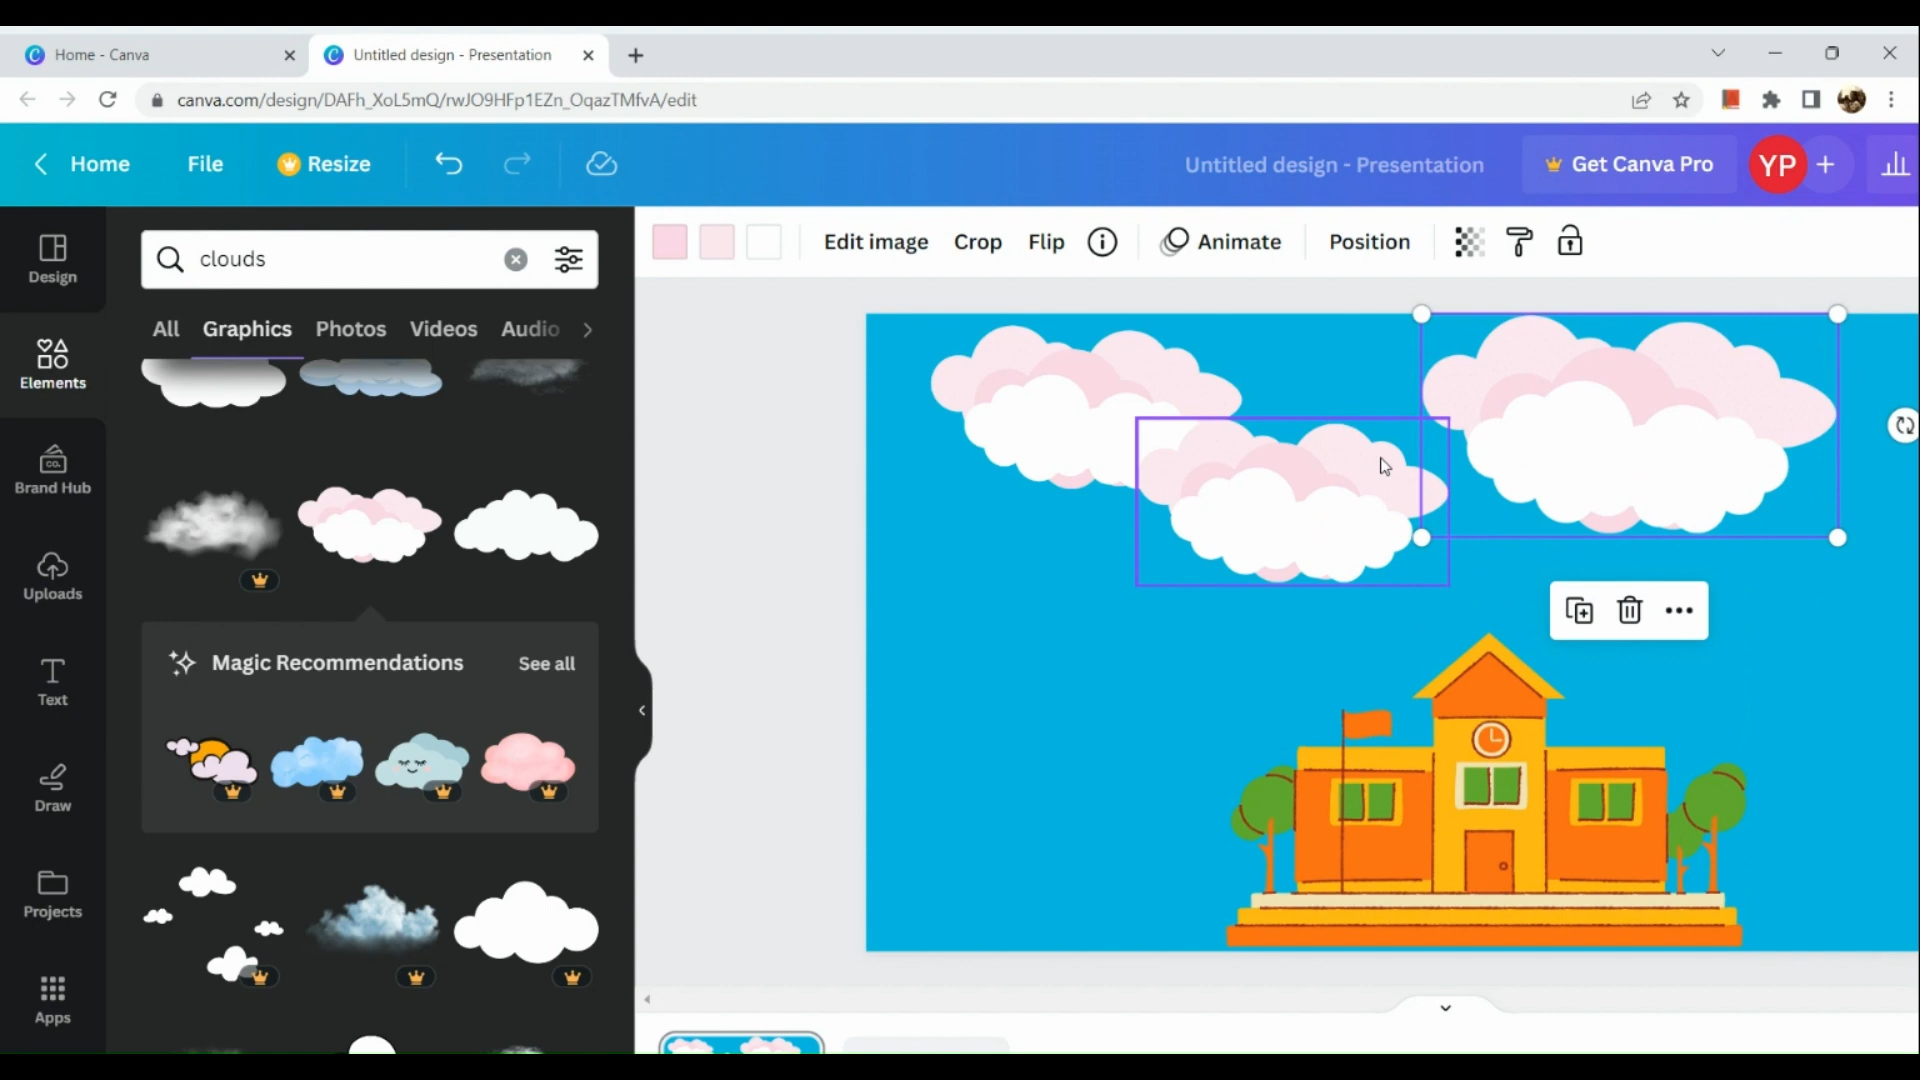 Home - Canva
Untitled design - Presentation
canva.com/design/DAFh_XoL5mQ/rwJO9HFp1EZn_OqazTMfvA/edit
Home
File
Resize
Untitled design - Presentation
Get Canva Pro
YP
Design
Elements
Brand Hub
CO.
Uploads
Text
Draw
Projects
Apps
clouds
All
Graphics
Photos
Videos
Audio
Magic Recommendations
See all
Edit image
Crop
Flip
Animate
Position